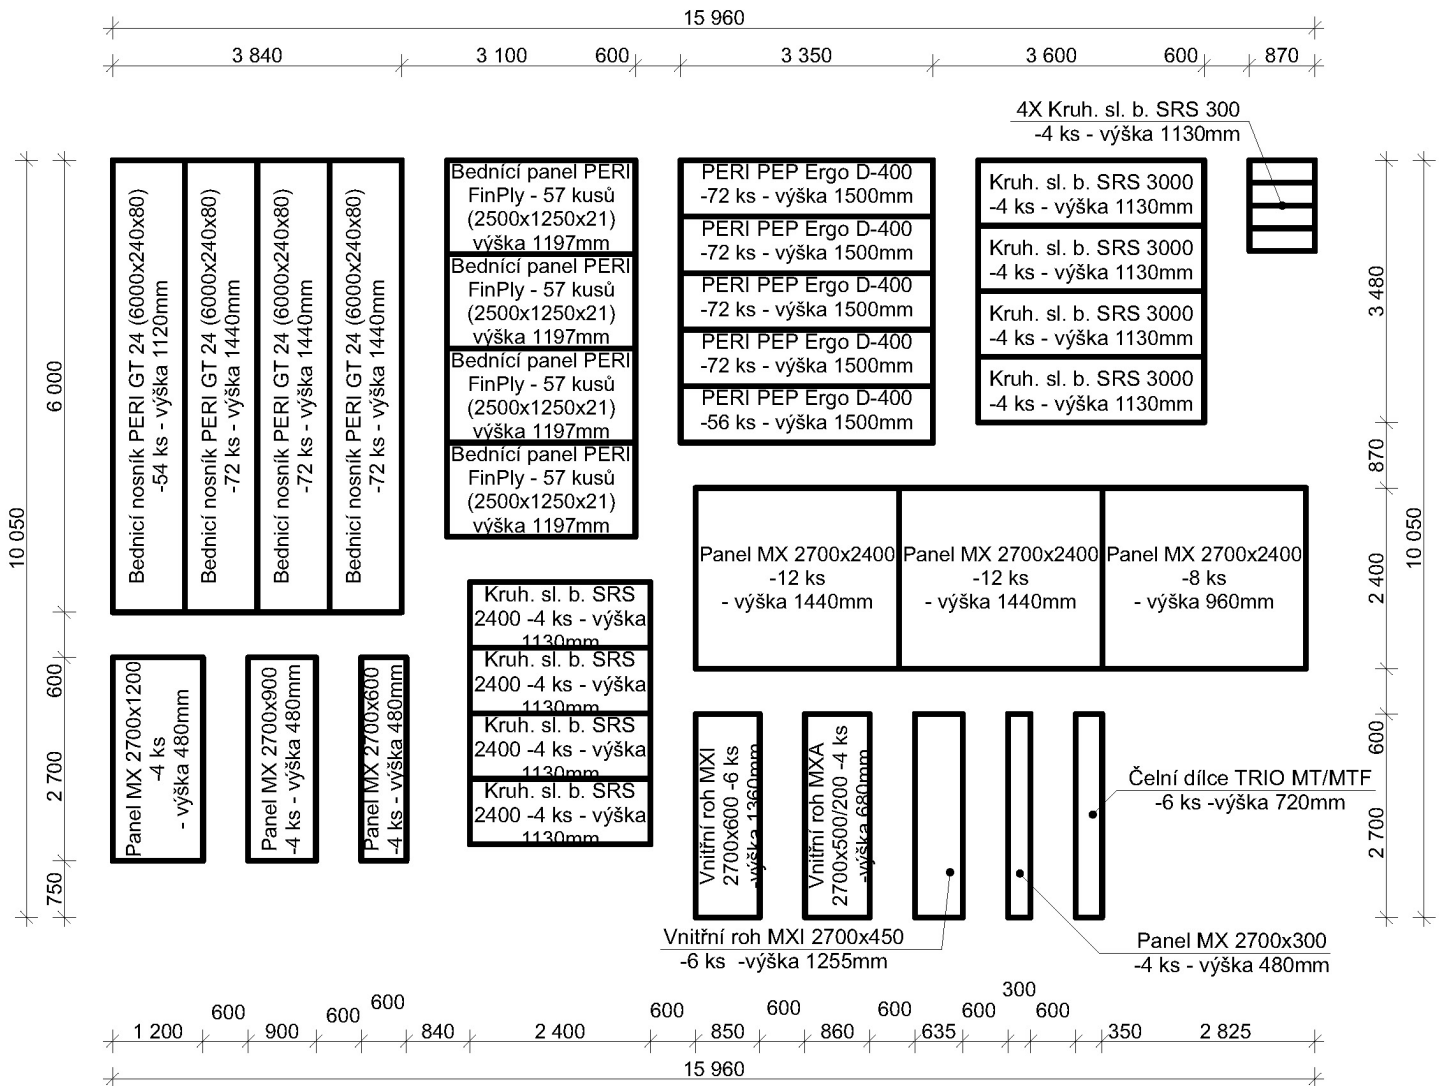 15 960
3 840
3 100
600
3 350
3 600
600
870
4X Kruh. sl. b. SRS 300
-4 ks - výška 1130mm
10 050
6 000
600
2 700
750
Bednicí nosník PERI GT 24 (6000x240x80)
-54 ks - výška 1120mm
Bednicí nosník PERI GT 24 (6000x240x80)
-72 ks - výška 1440mm
Bednicí nosník PERI GT 24 (6000x240x80)
-72 ks - výška 1440mm
Bednicí nosník PERI GT 24 (6000x240x80)
-72 ks - výška 1440mm
Bednící panel PERI
FinPly - 57 kusů
(2500x1250x21)
výška 1197mm
Bednící panel PERI
FinPly - 57 kusů
(2500x1250x21)
výška 1197mm
Bednící panel PERI
FinPly - 57 kusů
(2500x1250x21)
výška 1197mm
Bednící panel PERI
FinPly - 57 kusů
(2500x1250x21)
výška 1197mm
PERI PEP Ergo D-400
-72 ks - výška 1500mm
PERI PEP Ergo D-400
-72 ks - výška 1500mm
PERI PEP Ergo D-400
-72 ks - výška 1500mm
PERI PEP Ergo D-400
-72 ks - výška 1500mm
PERI PEP Ergo D-400
-56 ks - výška 1500mm
Kruh. sl. b. SRS 3000
-4 ks - výška 1130mm
Kruh. sl. b. SRS 3000
-4 ks - výška 1130mm
Kruh. sl. b. SRS 3000
-4 ks - výška 1130mm
Kruh. sl. b. SRS 3000
-4 ks - výška 1130mm
3 480
870
2 400
600
2 700
10 050
Panel MX 2700x2400
-12 ks
- výška 1440mm
Panel MX 2700x2400
-12 ks
- výška 1440mm
Panel MX 2700x2400
-8 ks
- výška 960mm
Kruh. sl. b. SRS
2400 -4 ks - výška
1130mm
Kruh. sl. b. SRS
2400 -4 ks - výška
1130mm
Kruh. sl. b. SRS
2400 -4 ks - výška
1130mm
Kruh. sl. b. SRS
2400 -4 ks - výška
1130mm
Panel MX 2700x1200
-4 ks
- výška 480mm
Panel MX 2700x900
-4 ks - výška 480mm
Panel MX 2700x600
-4 ks - výška 480mm
Vnitřní roh MXI
2700x600 -6 ks
-výška 1360mm
Vnitřní roh MXA
2700x500/200 -4 ks
-výška 680mm
Čelní dílce TRIO MT/MTF
-6 ks -výška 720mm
Vnitřní roh MXI 2700x450
-6 ks -výška 1255mm
Panel MX 2700x300
-4 ks - výška 480mm
1 200
600
900
600
600
840
2 400
600
850
600
860
600
635
600
300
600
350
2 825
15 960